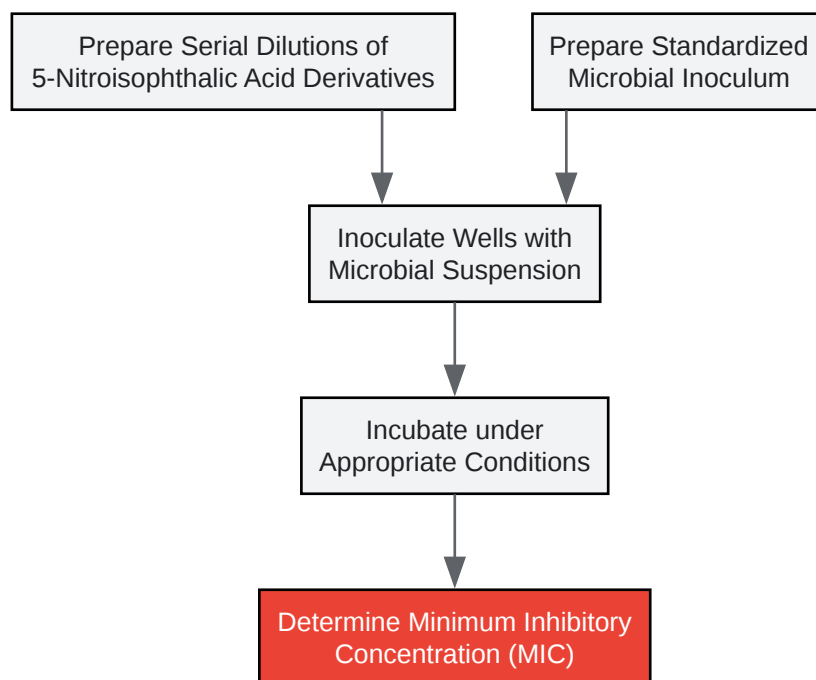 Prepare Serial Dilutions of
5-Nitroisophthalic Acid Derivatives
Prepare Standardized
Microbial Inoculum
Inoculate Wells with
Microbial Suspension
Incubate under
Appropriate Conditions
Determine Minimum Inhibitory
Concentration (MIC)